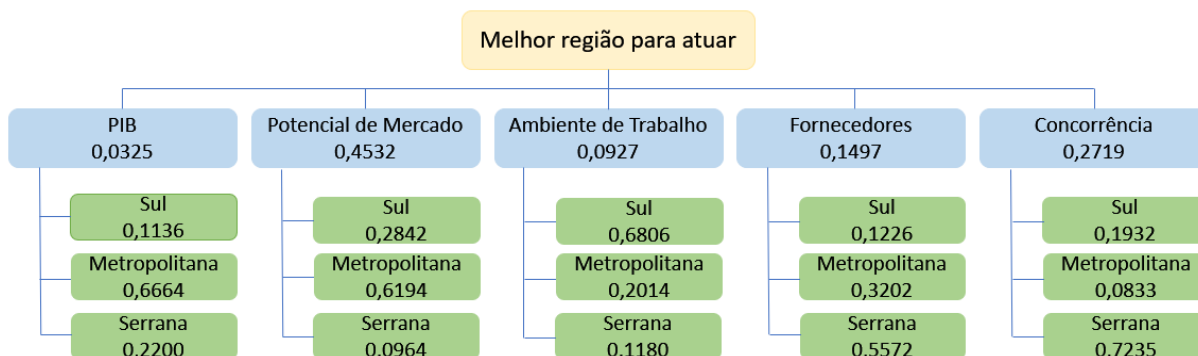 Melhor região para atuar
PIB
0,0325
Potencial de Mercado
0,4532
Ambiente de Trabalho
0,0927
Fornecedores
0,1497
Concorrência
0,2719
Sul
0,1136
Metropolitana
0,6664
Serrana
0,2200
Sul
0,2842
Metropolitana
0,6194
Serrana
0,0964
Sul
0,6806
Metropolitana
0,2014
Serrana
0,1180
Sul
0,1226
Metropolitana
0,3202
Serrana
0,5572
Sul
0,1932
Metropolitana
0,0833
Serrana
0,7235